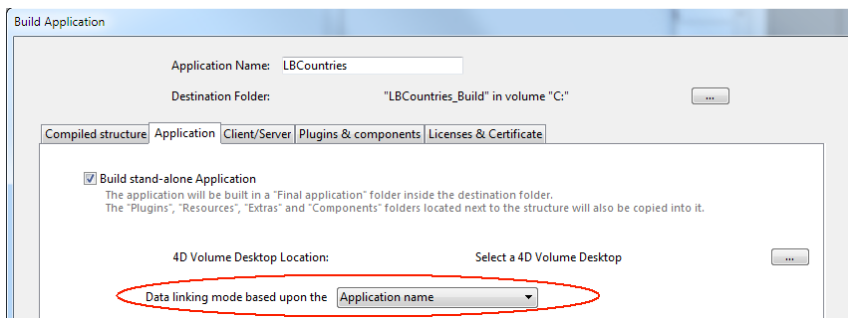 Build Application
Application Name: LBCountries
Destination Folder: "LBCountries_Build" in volume "C:" ...
Compiled structure Application Client/Server Plugins & components Licenses & Certificate
Build stand-alone Application
The application will be built in a "Final application" folder inside the destination folder.
The "Plugins", "Resources", "Extras" and "Components" folders located next to the structure will also be copied into it.
4D Volume Desktop Location: Select a 4D Volume Desktop ...
Data linking mode based upon the Application name